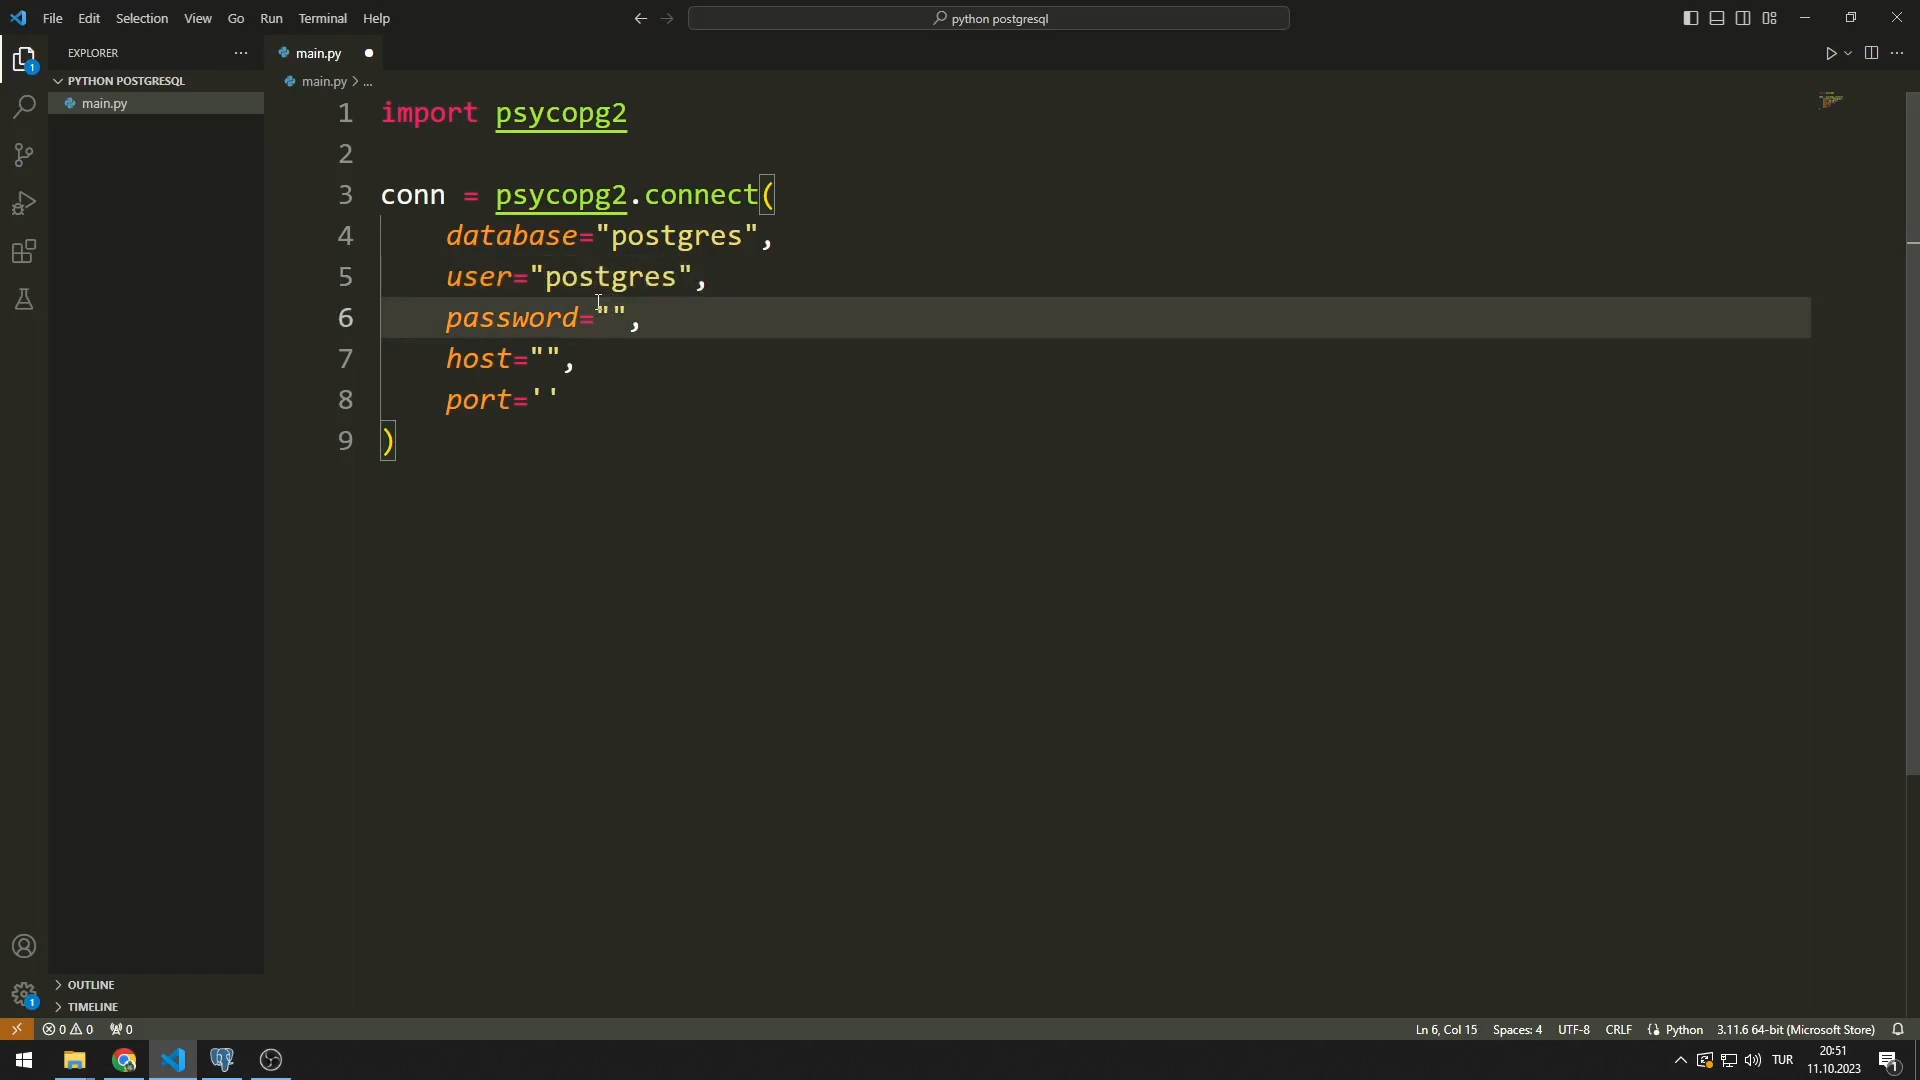 File Edit Selection View Go Run Terminal Help
python postgresql
EXPLORER
main.py
PYTHON POSTGRESQL
main.py > ...
main.py
1 import psycopg2
2
3 conn = psycopg2.connect(
4 database="postgres",
5 user="postgres",
6 password="",
7 host="",
8 port=''
9 )
OUTLINE
TIMELINE
0 0 0
Ln 6, Col 15 Spaces: 4 UTF-8 CRLF Python 3.11.6 64-bit (Microsoft Store)
TUR
20:51
11.10.2023
1
1
1